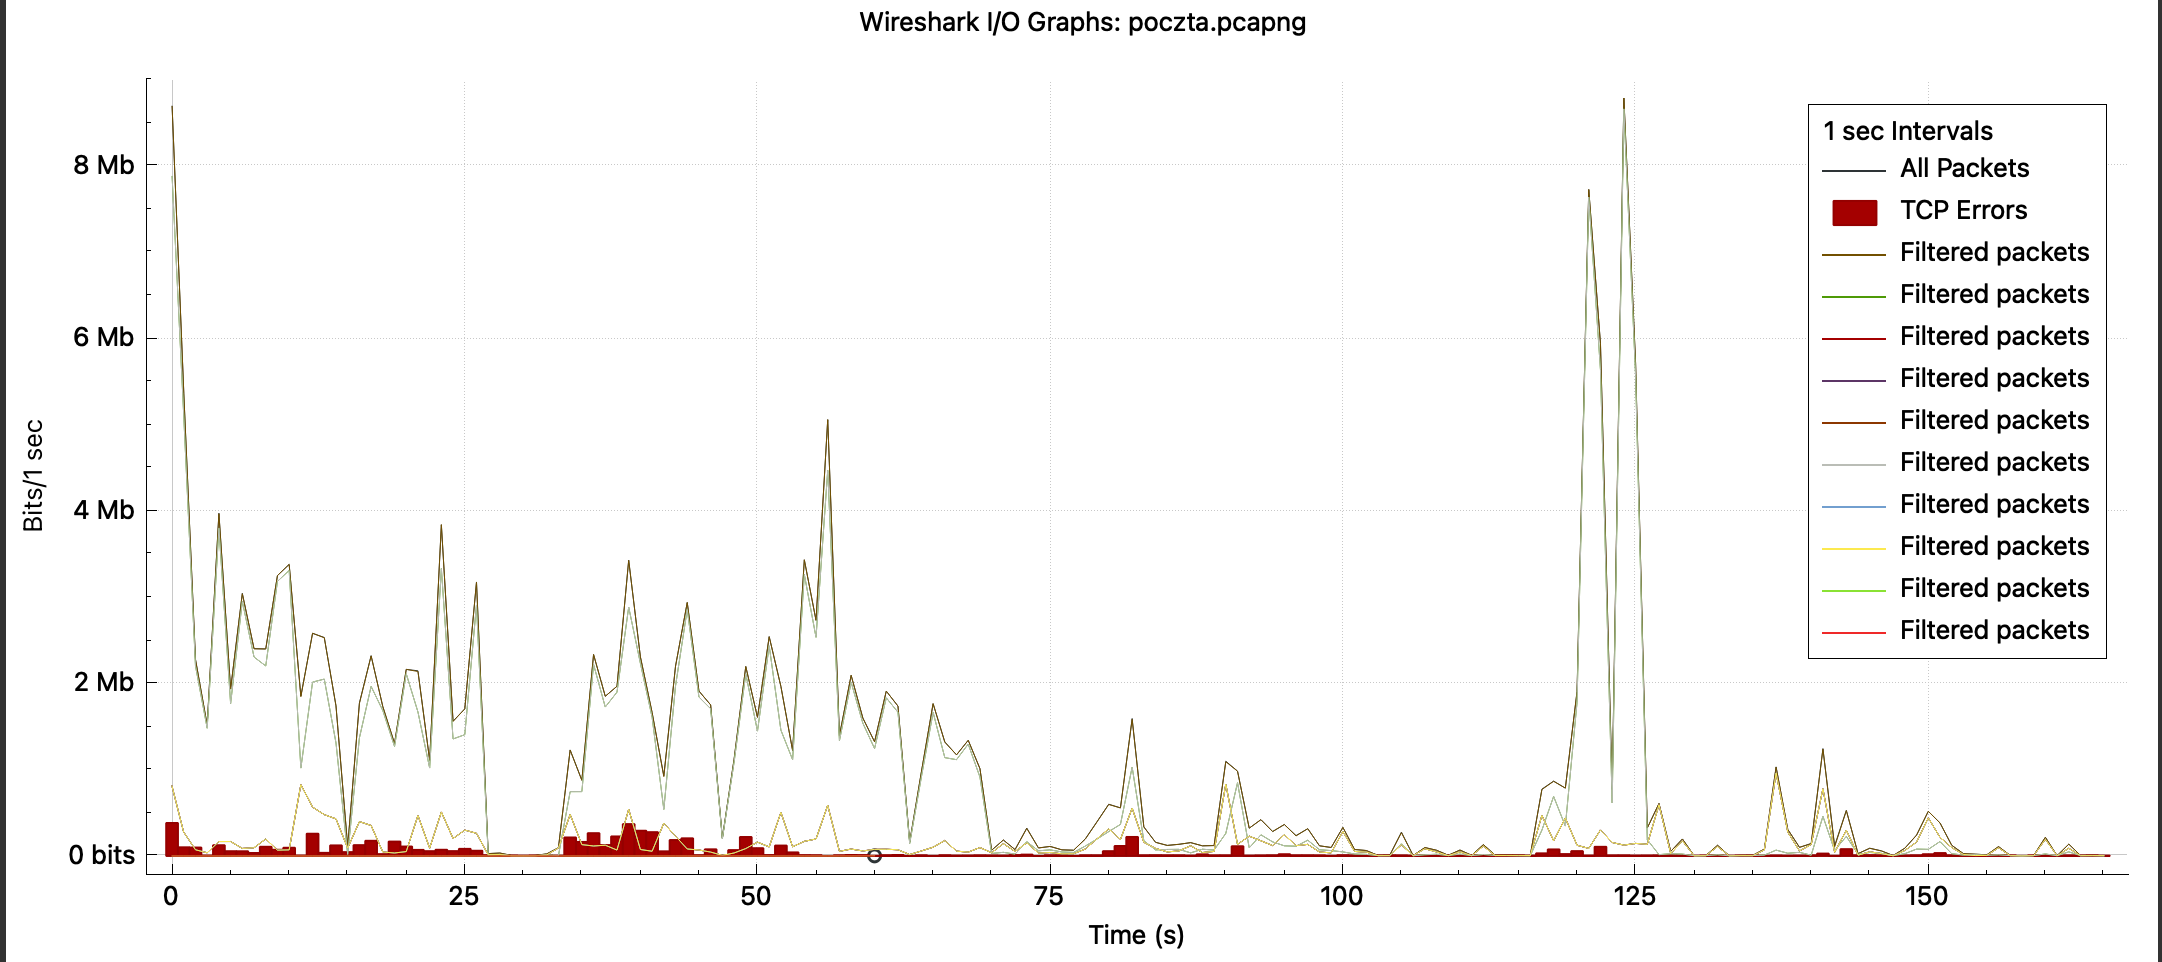 Wireshark I/O Graphs: poczta.pcapng
Bits/1 sec
8 Mb
6 Mb
4 Mb
2 Mb
0 bits
0
25
50
75
100
125
150
Time (s)
1 sec Intervals
All Packets
TCP Errors
Filtered packets
Filtered packets
Filtered packets
Filtered packets
Filtered packets
Filtered packets
Filtered packets
Filtered packets
Filtered packets
Filtered packets